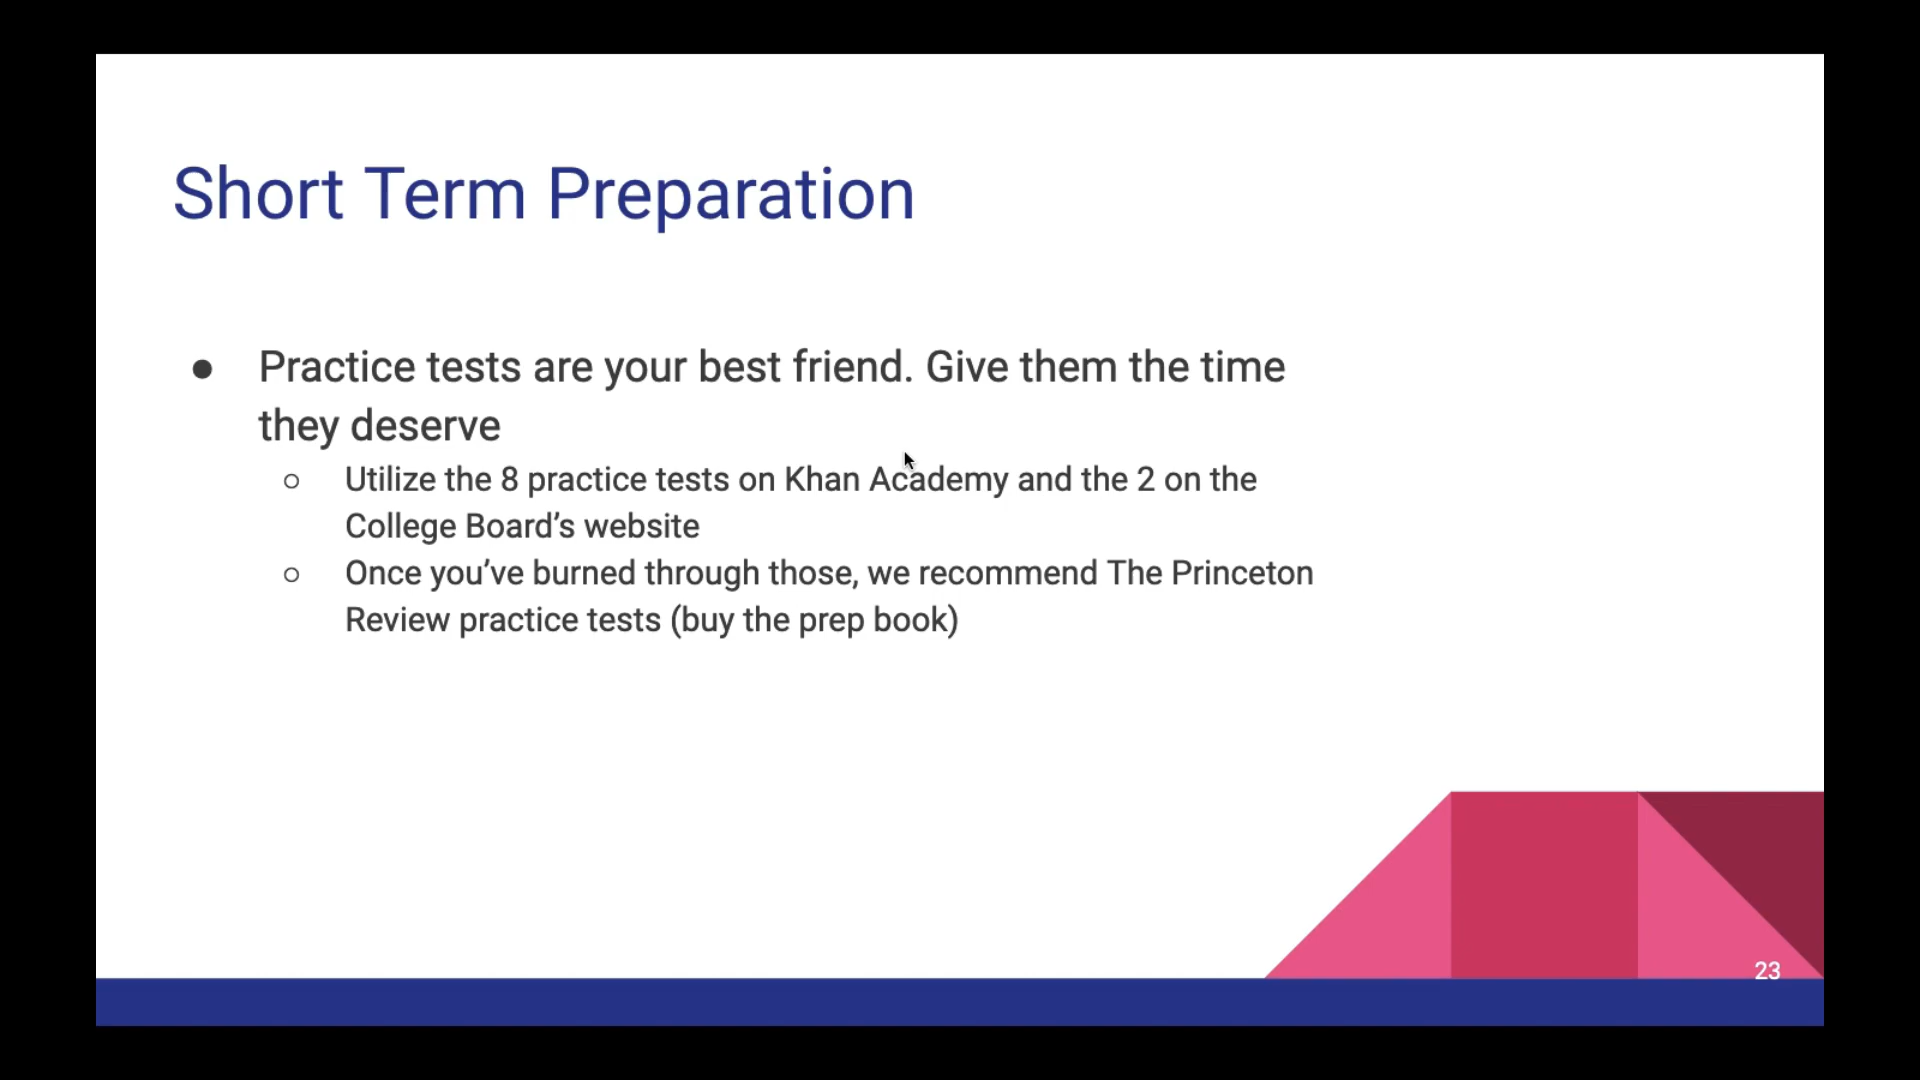 Short Term Preparation
● Practice tests are your best friend. Give them the time
they deserve
○ Utilize the 8 practice tests on Khan Academy and the 2 on the
College Board’s website
○ Once you’ve burned through those, we recommend The Princeton
Review practice tests (buy the prep book)
23